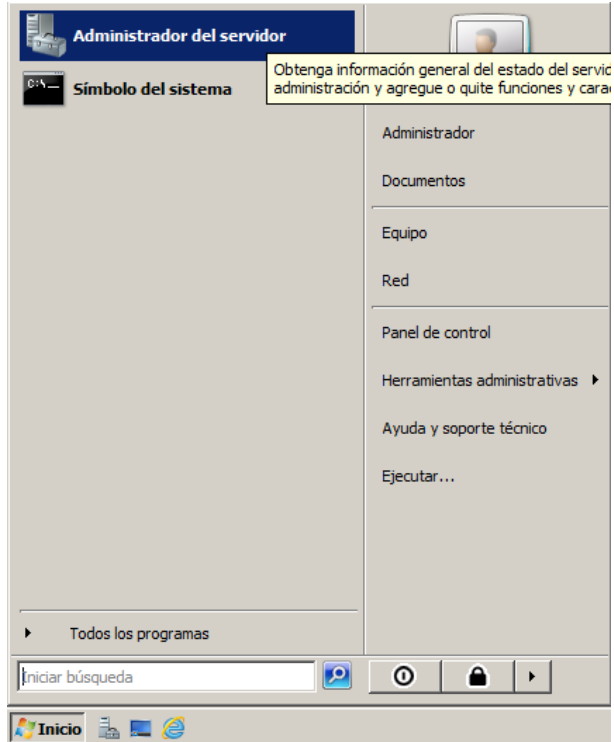 Administrador del servidor
Obtenga información general del estado del servid
administración y agregue o quite funciones y cara
C:\
Símbolo del sistema
Administrador
Documentos
Equipo
Red
Panel de control
Herramientas administrativas
Ayuda y soporte técnico
Ejecutar...
Todos los programas
Iniciar búsqueda
Inicio